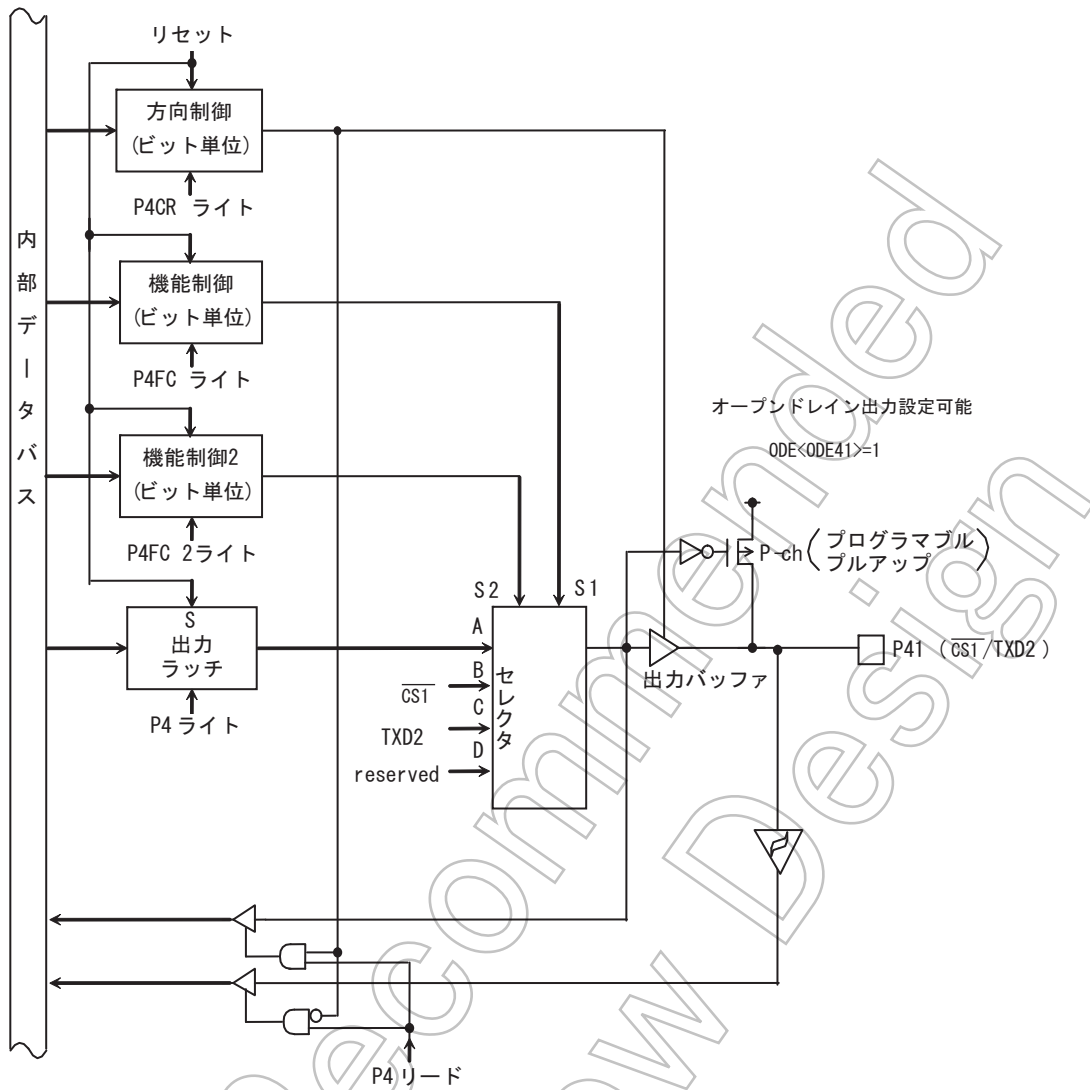 リセット
方向制御
(ビット単位)
P4CR ライト
内部データバス
機能制御
(ビット単位)
P4FC ライト
オープンドレイン出力設定可能
ODE<ODE41>=1
機能制御2
(ビット単位)
P4FC 2ライト
P-ch (プログラマブル
プルアップ)
S2 S1
S
出力
ラッチ
P4 ライト
A
B
CS1
C
TXD2
D
reserved
セレクタ
出力バッファ
P41 (CS1/TXD2)
P4 リード
Recommended
w Design